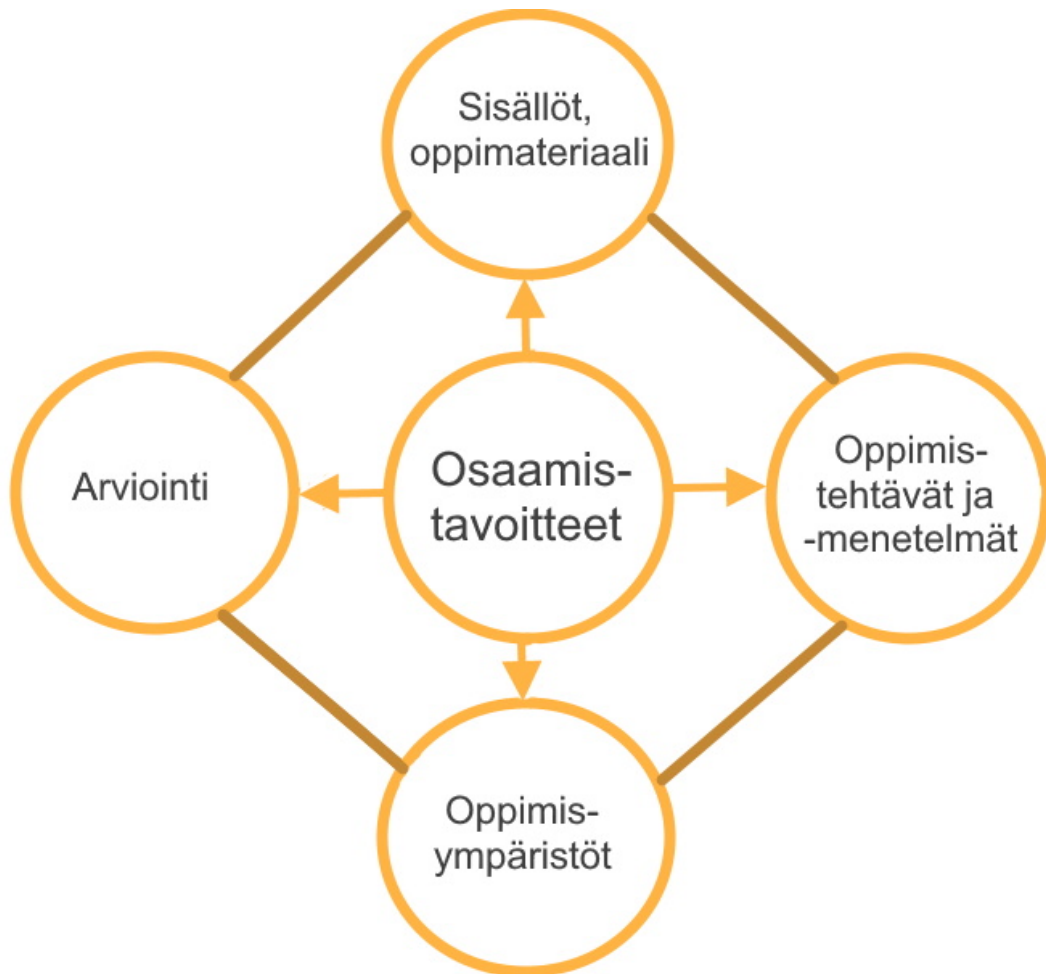 Sisällöt,
oppimateriaali
Arviointi
Osaamis-
tavoitteet
Oppimis-
tehtävät ja
-menetelmät
Oppimis-
ympäristöt